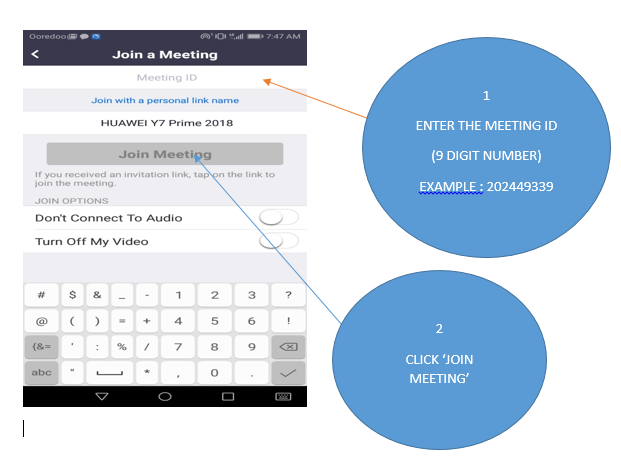 Ooredoo 7:47 AM
Join a Meeting
Meeting ID
Join with a personal link name
HUAWEI Y7 Prime 2018
Join Meeting
If you received an invitation link, tap on the link to
join the meeting.
JOIN OPTIONS
Don't Connect To Audio
Turn Off My Video
# $ & _ - 1 2 3 ?
@ ( ) = + 4 5 6 !
{&= ' : % / 7 8 9
abc " * , 0 .
1
ENTER THE MEETING ID
(9 DIGIT NUMBER)
EXAMPLE : 202449339
2
CLICK ‘JOIN
MEETING’